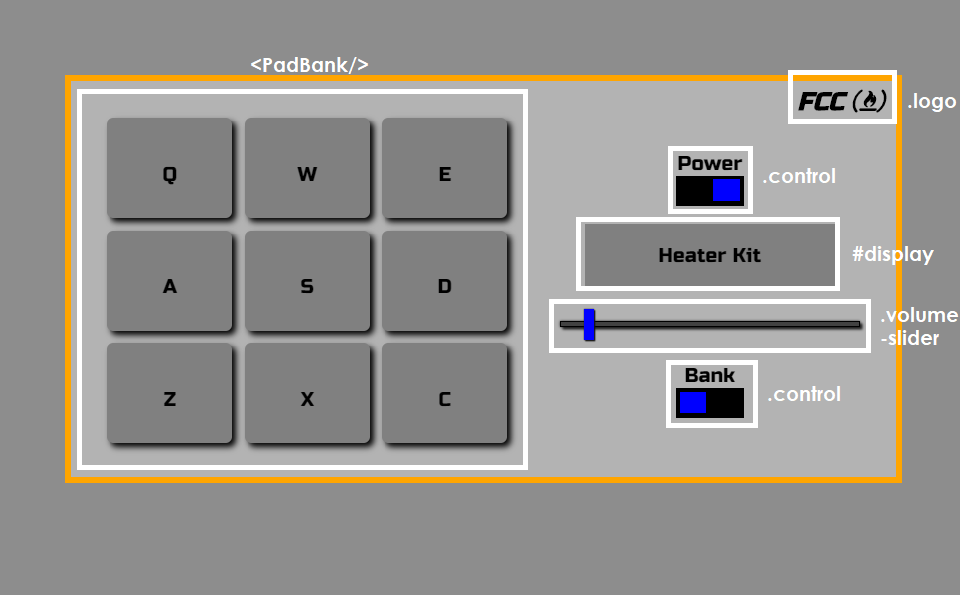 <PadBank/>
FCC
.logo
Power
.control
Q W E
Heater Kit
#display
A S D
.volume
-slider
Bank
.control
Z X C